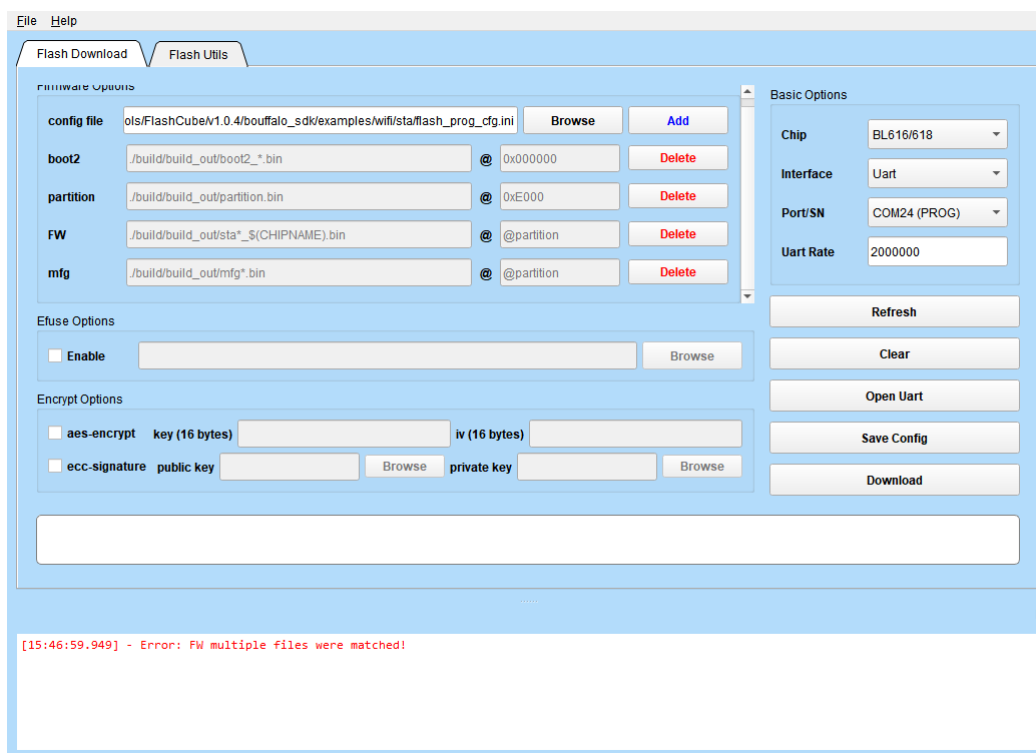 File Help
Flash Download Flash Utils
Firmware Options
config file ols/FlashCube/v1.0.4/bouffalo_sdk/examples/wifi/sta/flash_prog_cfg.ini Browse Add
boot2 ./build/build_out/boot2_*.bin @ 0x000000 Delete
partition ./build/build_out/partition.bin @ 0xE000 Delete
FW ./build/build_out/sta*_$(CHIPNAME).bin @ @partition Delete
mfg ./build/build_out/mfg*.bin @ @partition Delete
Efuse Options
Enable Browse
Encrypt Options
aes-encrypt key (16 bytes) iv (16 bytes)
ecc-signature public key Browse private key Browse
Basic Options
Chip BL616/618
Interface Uart
Port/SN COM24 (PROG)
Uart Rate 2000000
Refresh
Clear
Open Uart
Save Config
Download
[15:46:59.949] - Error: FW multiple files were matched!